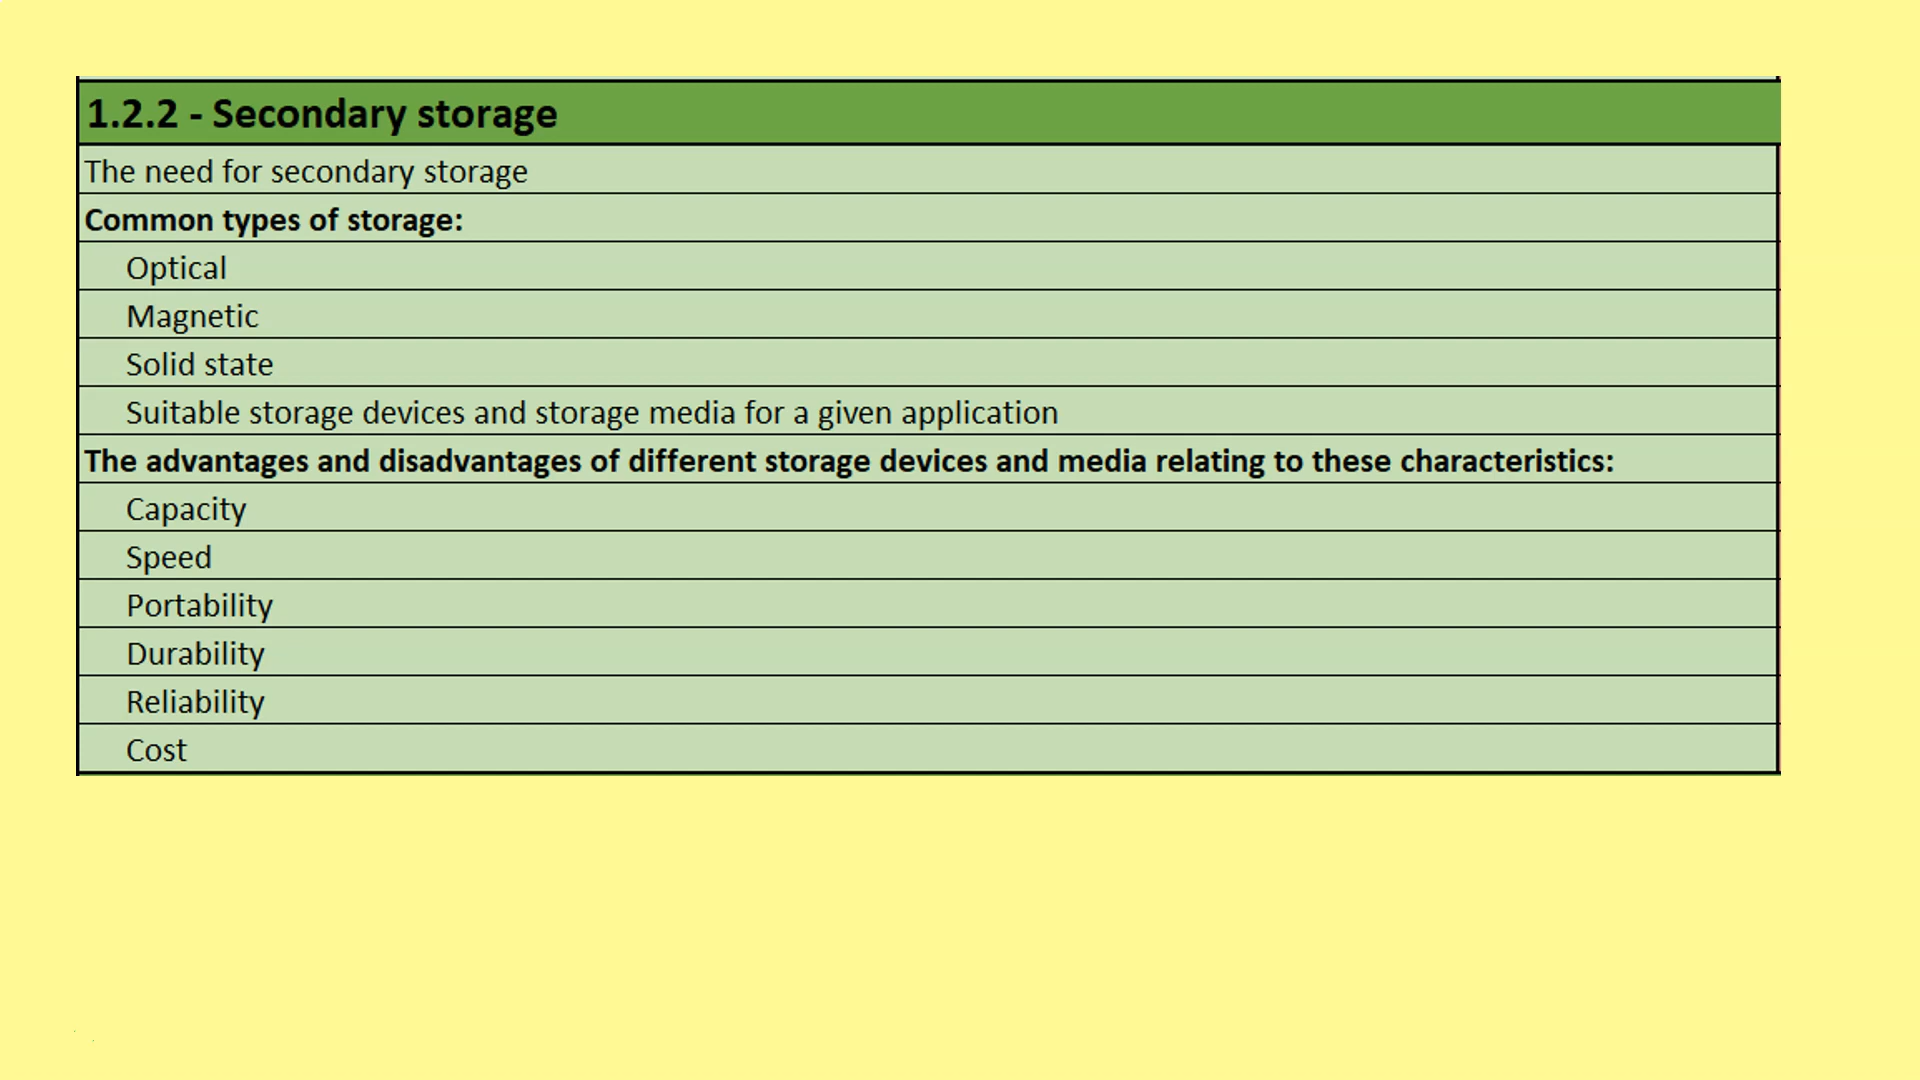 1.2.2 - Secondary storage
The need for secondary storage
Common types of storage:
Optical
Magnetic
Solid state
Suitable storage devices and storage media for a given application
The advantages and disadvantages of different storage devices and media relating to these characteristics:
Capacity
Speed
Portability
Durability
Reliability
Cost